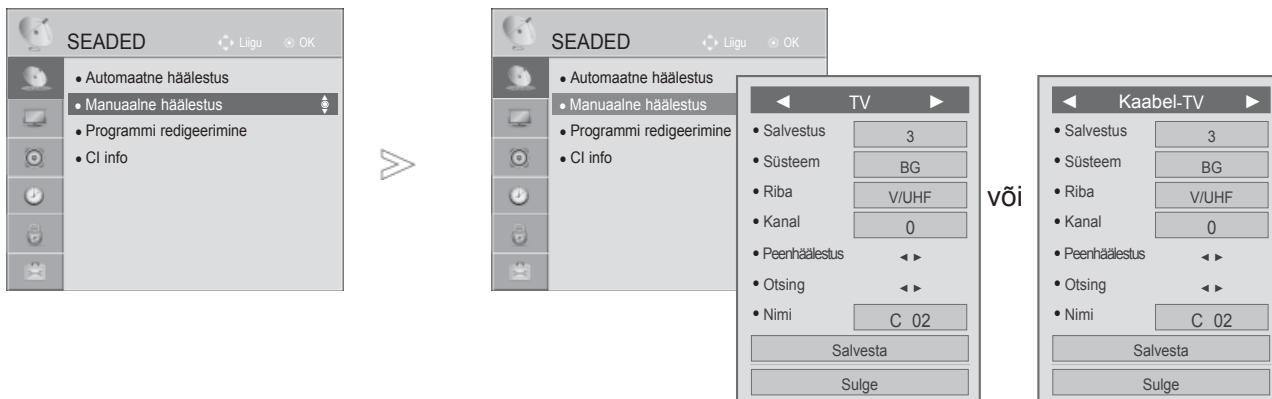 SEADED Liigu OK
• Automaatne häälestus
• Manuaalne häälestus
• Programmi redigeerimine
• CI info
SEADED Liigu OK
• Automaatne häälestus
• Manuaalne häälestus
• Programmi redigeerimine
• CI info
◄ TV ►
• Salvestus 3
• Süsteem BG
• Riba V/UHF
• Kanal 0
• Peenhäälestus ◄ ►
• Otsing ◄ ►
• Nimi C 02
Salvesta
Sulge
või
◄ Kaabel-TV ►
• Salvestus 3
• Süsteem BG
• Riba V/UHF
• Kanal 0
• Peenhäälestus ◄ ►
• Otsing ◄ ►
• Nimi C 02
Salvesta
Sulge